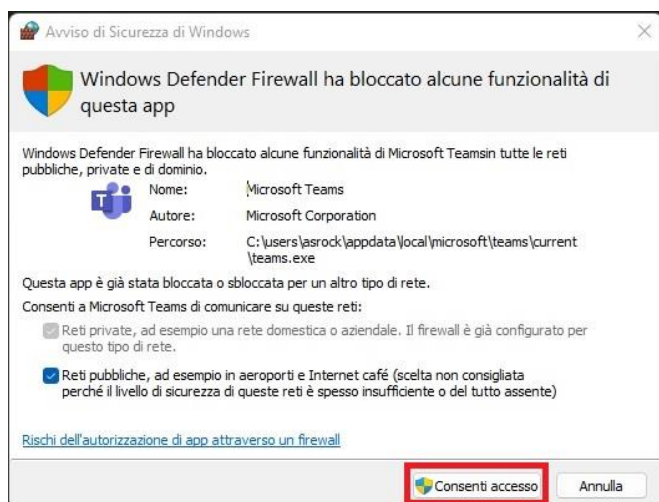 Avviso di Sicurezza di Windows
Windows Defender Firewall ha bloccato alcune funzionalità di
questa app
Windows Defender Firewall ha bloccato alcune funzionalità di Microsoft Teamsin tutte le reti
pubbliche, private e di dominio.
Nome: Microsoft Teams
Autore: Microsoft Corporation
Percorso: C:\users\asrock\appdata\local\microsoft\teams\current
\teams.exe
Questa app è già stata bloccata o sbloccata per un altro tipo di rete.
Consenti a Microsoft Teams di comunicare su queste reti:
Reti private, ad esempio una rete domestica o aziendale. Il firewall è già configurato per
questo tipo di rete.
Reti pubbliche, ad esempio in aeroporti e Internet café (scelta non consigliata
perché il livello di sicurezza di queste reti è spesso insufficiente o del tutto assente)
Rischi dell'autorizzazione di app attraverso un firewall
Consenti accesso Annulla